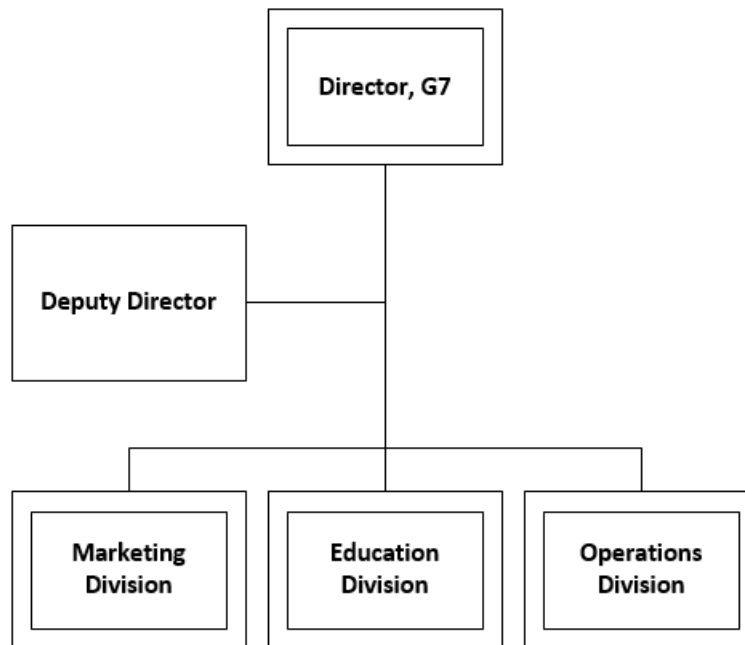 Director, G7
Deputy Director
Marketing
Division
Education
Division
Operations
Division